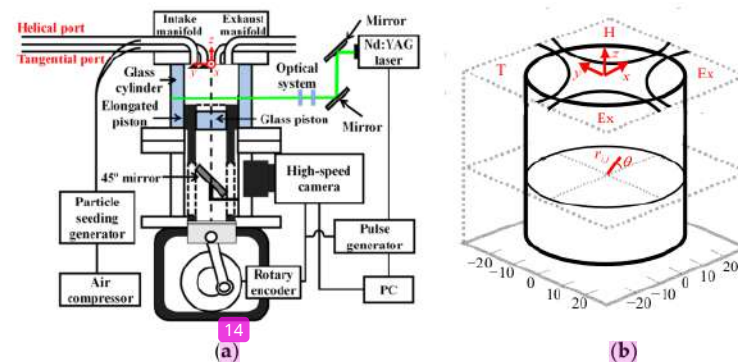 Helical port
Tangential port
Intake
manifold
Exhaust
manifold
z
y
x
Mirror
Nd:YAG
laser
Glass
cylinder
Optical
system
Elongated
piston
Glass piston
Mirror
45° mirror
High-speed
camera
Particle
seeding
generator
Pulse
generator
Air
compressor
Rotary
encoder
PC
14
(a)
H
T
z
y
x
Ex
Ex
θ
-20
-10
0
10
20
-20
-10
0
10
20
(b)